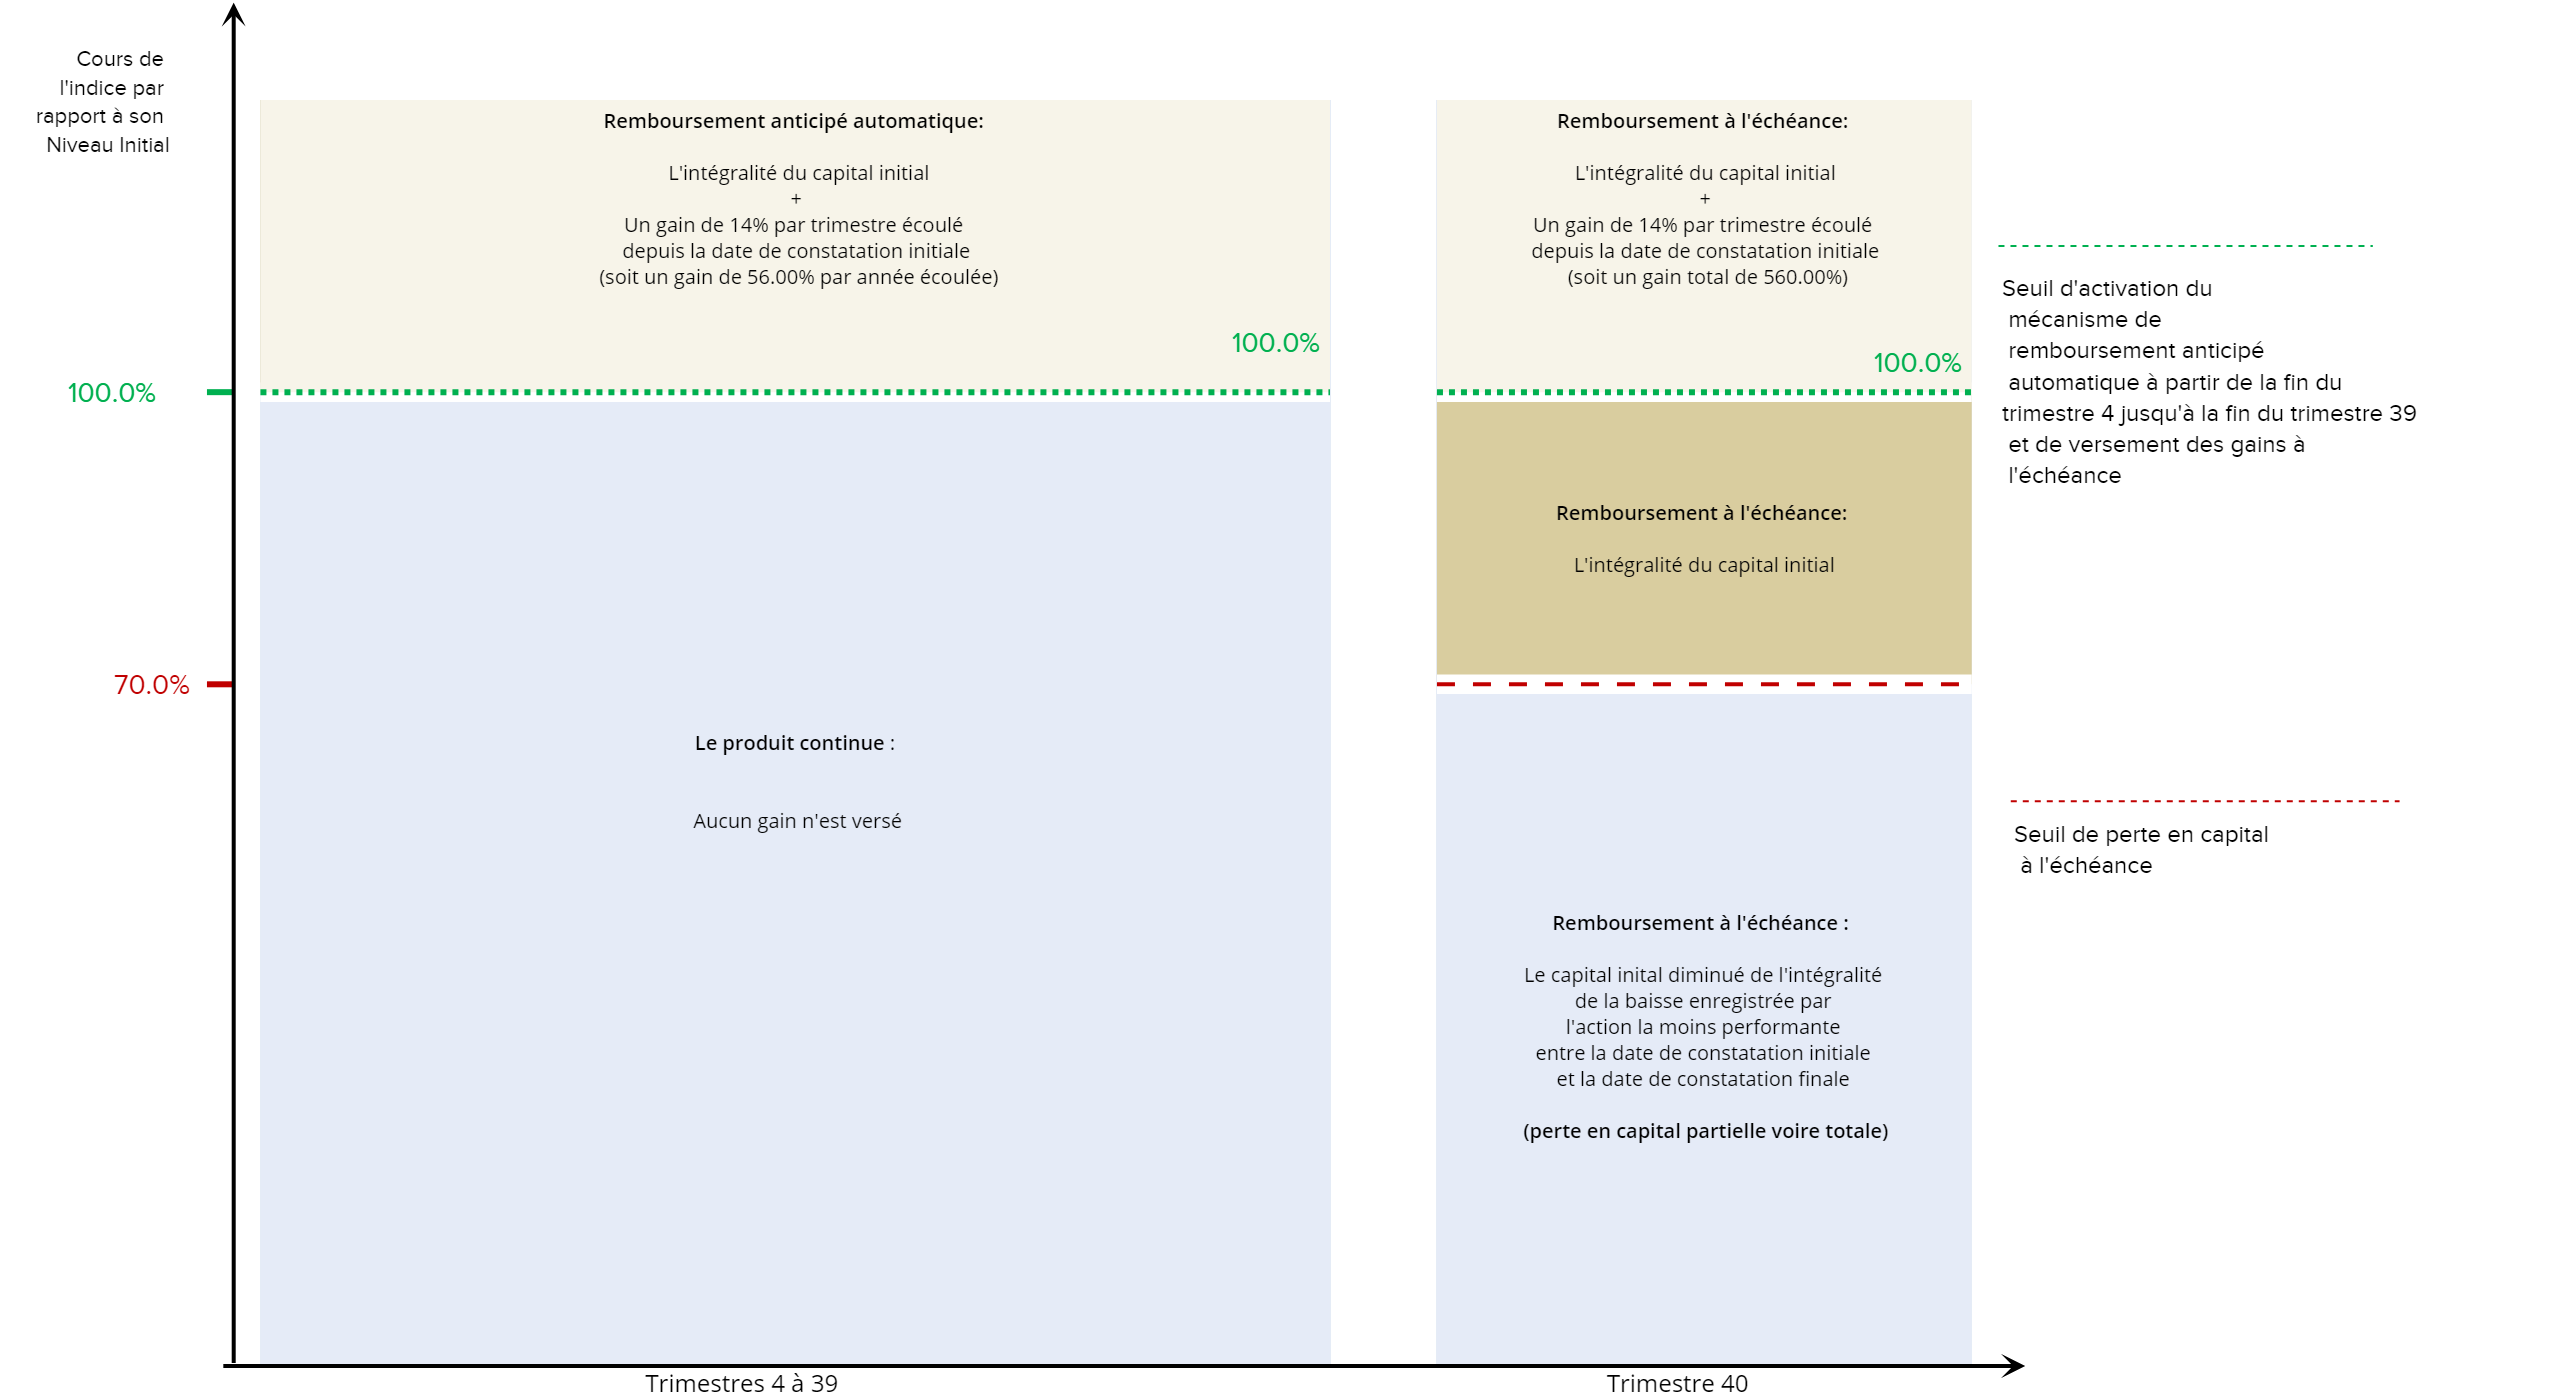 Cours de
l'indice par
rapport à son
Niveau Initial
Remboursement anticipé automatique:
L'intégralité du capital initial
+
Un gain de 14% par trimestre écoulé
depuis la date de constatation initiale
(soit un gain de 56.00% par année écoulée)
100.0%
100.0%
70.0%
Le produit continue :
Aucun gain n'est versé
Trimestres 4 à 39
Remboursement à l'échéance:
L'intégralité du capital initial
+
Un gain de 14% par trimestre écoulé
depuis la date de constatation initiale
(soit un gain total de 560.00%)
100.0%
Remboursement à l'échéance:
L'intégralité du capital initial
Remboursement à l'échéance :
Le capital inital diminué de l'intégralité
de la baisse enregistrée par
l'action la moins performante
entre la date de constatation initiale
et la date de constatation finale
(perte en capital partielle voire totale)
Trimestre 40
Seuil d'activation du
mécanisme de
remboursement anticipé
automatique à partir de la fin du
trimestre 4 jusqu'à la fin du trimestre 39
et de versement des gains à
l'échéance
Seuil de perte en capital
à l'échéance